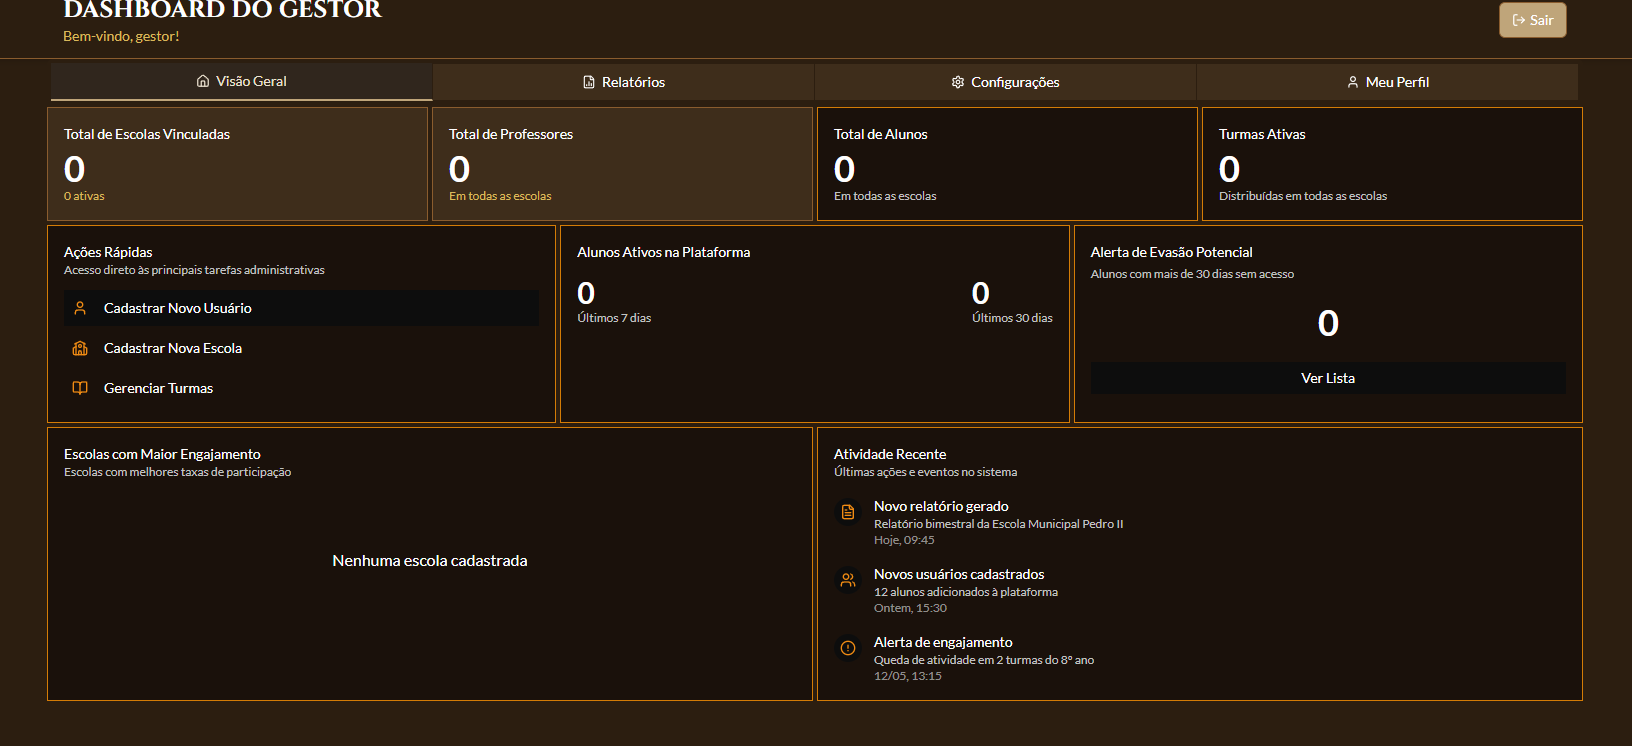 DASHBOARD DO GESTOR
Bem-vindo, gestor!
Sair
Visão Geral
Relatórios
Configurações
Meu Perfil
Total de Escolas Vinculadas
0
0 ativas
Total de Professores
0
Em todas as escolas
Total de Alunos
0
Em todas as escolas
Turmas Ativas
0
Distribuídas em todas as escolas
Ações Rápidas
Acesso direto às principais tarefas administrativas
Cadastrar Novo Usuário
Cadastrar Nova Escola
Gerenciar Turmas
Alunos Ativos na Plataforma
0
Últimos 7 dias
0
Últimos 30 dias
Alerta de Evasão Potencial
Alunos com mais de 30 dias sem acesso
0
Ver Lista
Escolas com Maior Engajamento
Escolas com melhores taxas de participação
Nenhuma escola cadastrada
Atividade Recente
Últimas ações e eventos no sistema
Novo relatório gerado
Relatório bimestral da Escola Municipal Pedro II
Hoje, 09:45
Novos usuários cadastrados
12 alunos adicionados à plataforma
Ontem, 15:30
Alerta de engajamento
Queda de atividade em 2 turmas do 8º ano
12/05, 13:15